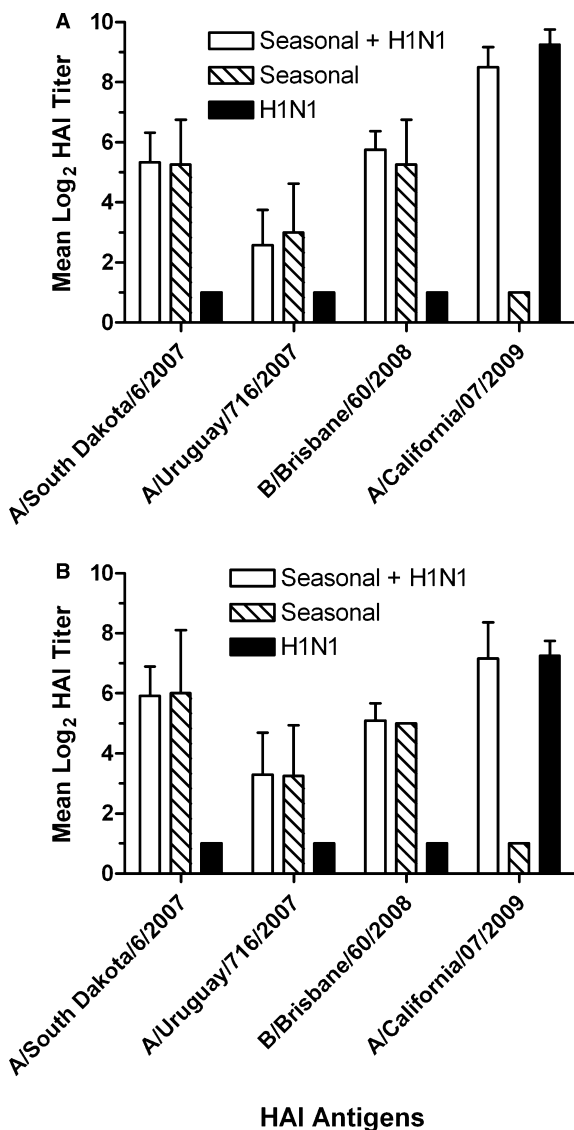 A
Seasonal + H1N1
Seasonal
H1N1
Mean Log2 HAI Titer
10
8
6
4
2
0
A/South Dakota/6/2007
A/Uruguay/716/2007
B/Brisbane/60/2008
A/California/07/2009
B
Seasonal + H1N1
Seasonal
H1N1
Mean Log2 HAI Titer
10
8
6
4
2
0
A/South Dakota/6/2007
A/Uruguay/716/2007
B/Brisbane/60/2008
A/California/07/2009
HAI Antigens